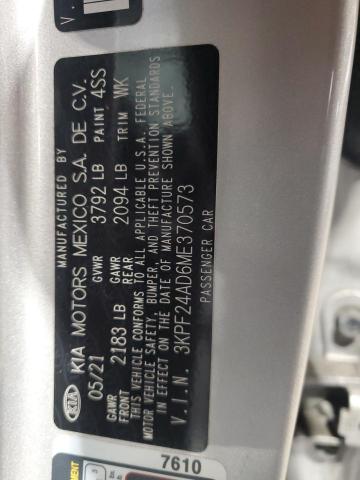 MANUFACTURED BY
KIA KIA MOTORS MEXICO S.A. DE C.V.
05/21 GVWR 3792 LB PAINT 4SS
GAWR FRONT 2183 LB GAWR REAR 2094 LB TRIM WK
THIS VEHICLE CONFORMS TO ALL APPLICABLE U.S.A. FEDERAL
MOTOR VEHICLE SAFETY, BUMPER, AND THEFT PREVENTION STANDARDS
IN EFFECT ON THE DATE OF MANUFACTURE SHOWN ABOVE.
V.I.N. 3KPF24AD6ME370573
PASSENGER CAR
7610
V.